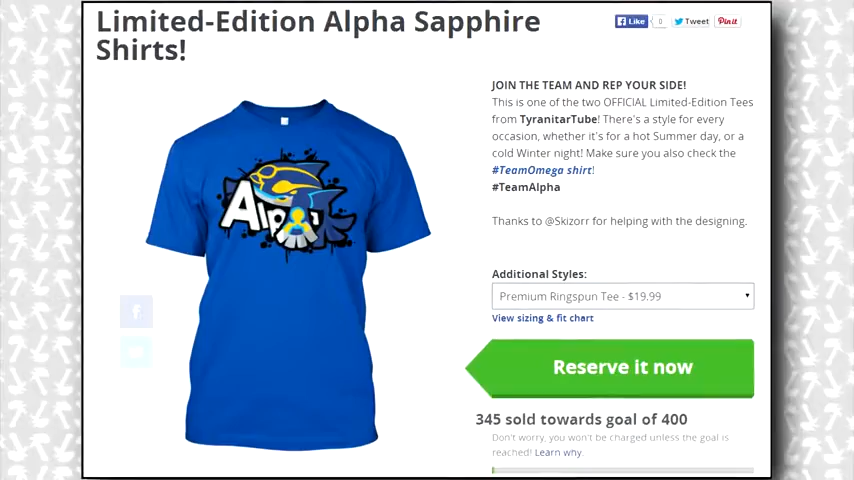 Limited-Edition Alpha Sapphire
Shirts!
Like
0
Tweet
Pin it
JOIN THE TEAM AND REP YOUR SIDE!
This is one of the two OFFICIAL Limited-Edition Tees
from TyranitarTube! There's a style for every
occasion, whether it's for a hot Summer day, or a
cold Winter night! Make sure you also check the
#TeamOmega shirt!
#TeamAlpha
Thanks to @Skizorr for helping with the designing.
Alpha
Additional Styles:
Premium Ringspun Tee - $19.99
View sizing & fit chart
Reserve it now
345 sold towards goal of 400
Don't worry, you won't be charged unless the goal is
reached! Learn why.